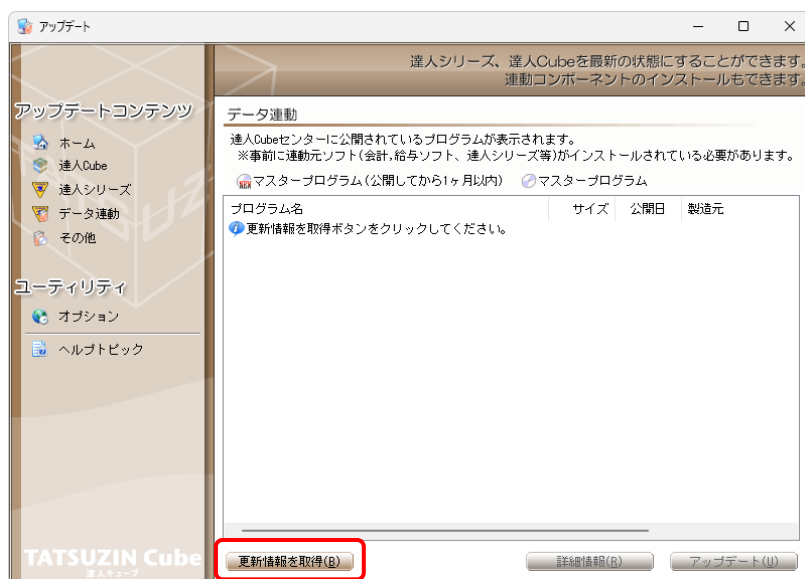 アップデート
達人シリーズ、達人Cubeを最新の状態にすることができます。
連動コンポーネントのインストールもできます。
アップデートコンテンツ
ホーム
達人Cube
達人シリーズ
データ連動
その他
ユーティリティ
オプション
ヘルプトピック
TATSUZIN Cube
達人キューブ
データ連動
達人Cubeセンターに公開されているプログラムが表示されます。
※事前に連動元ソフト(会計,給与ソフト、達人シリーズ等)がインストールされている必要があります。
マスタープログラム(公開してから1ヶ月以内) マスタープログラム
プログラム名 サイズ 公開日 製造元
更新情報を取得ボタンをクリックしてください。
更新情報を取得(B) 詳細情報(R) アップデート(U)